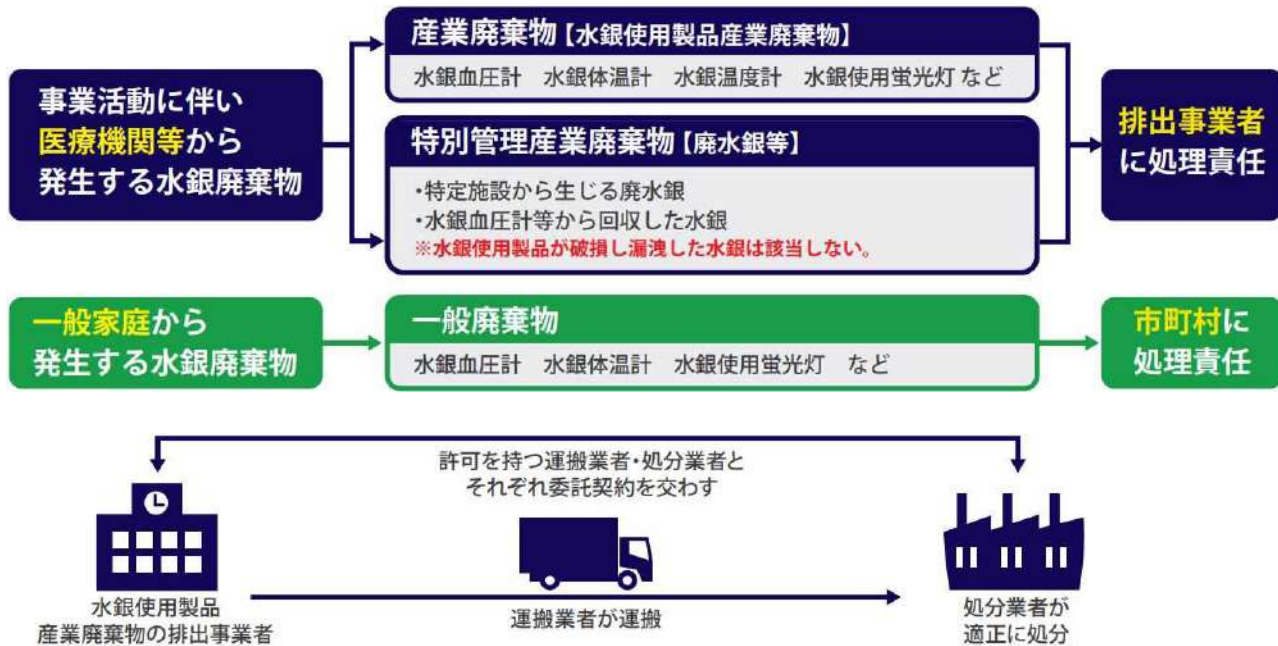 事業活動に伴い
医療機関等から
発生する水銀廃棄物
産業廃棄物【水銀使用製品産業廃棄物】
水銀血圧計　水銀体温計　水銀温度計　水銀使用蛍光灯 など
特別管理産業廃棄物【廃水銀等】
・特定施設から生じる廃水銀
・水銀血圧計等から回収した水銀
※水銀使用製品が破損し漏洩した水銀は該当しない。
排出事業者
に処理責任
一般家庭から
発生する水銀廃棄物
一般廃棄物
水銀血圧計　水銀体温計　水銀使用蛍光灯　など
市町村に
処理責任
許可を持つ運搬業者・処分業者と
それぞれ委託契約を交わす
水銀使用製品
産業廃棄物の排出事業者
運搬業者が運搬
処分業者が
適正に処分